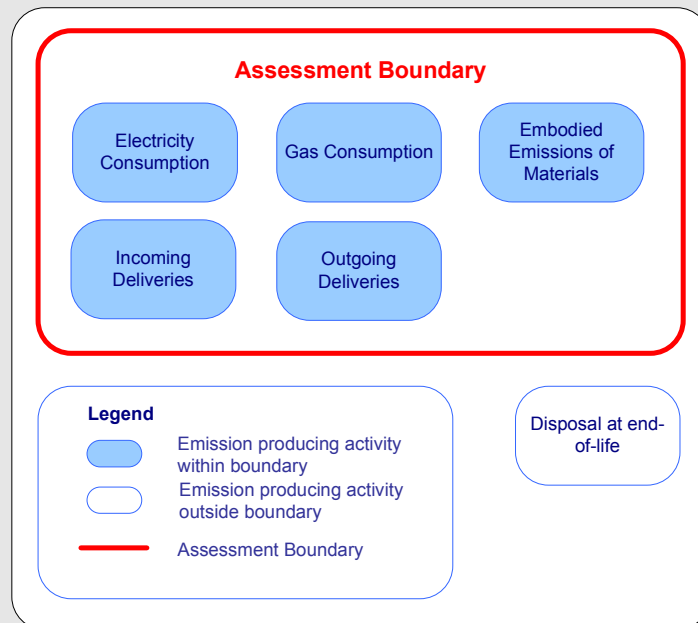 Assessment Boundary
Electricity
Consumption
Gas Consumption
Embodied
Emissions of
Materials
Incoming
Deliveries
Outgoing
Deliveries
Legend
Emission producing activity
within boundary
Emission producing activity
outside boundary
Assessment Boundary
Disposal at end-
of-life